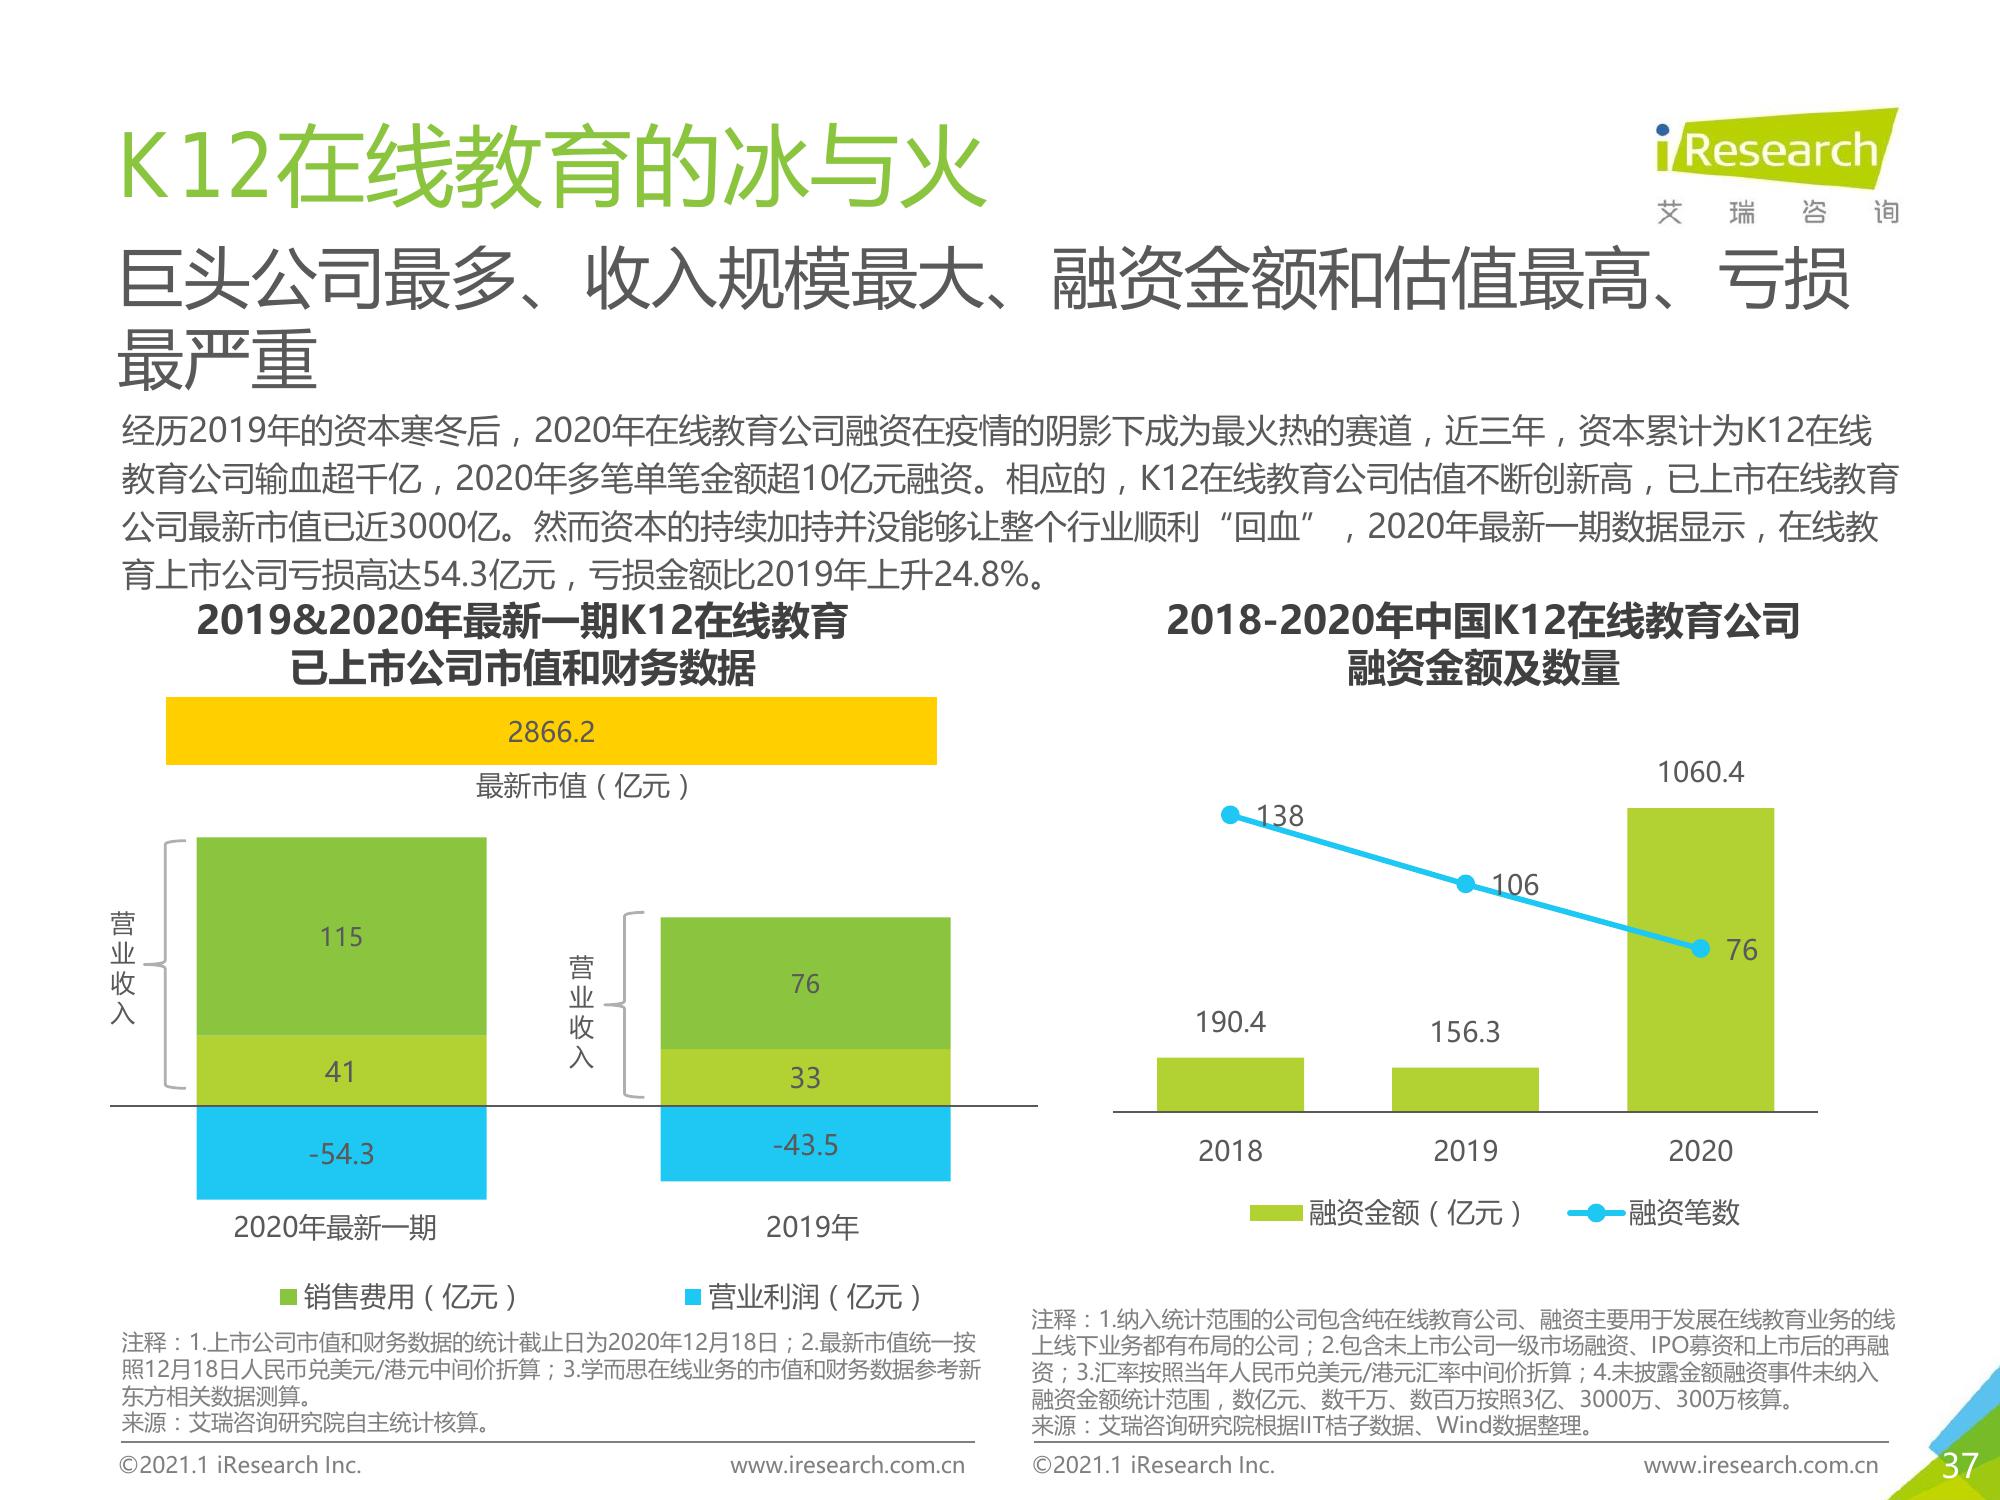 K12在线教育的冰与火
iResearch
艾瑞咨询
巨头公司最多、收入规模最大、融资金额和估值最高、亏损
最严重
经历2019年的资本寒冬后，2020年在线教育公司融资在疫情的阴影下成为最火热的赛道，近三年，资本累计为K12在线
教育公司输血超千亿，2020年多笔单笔金额超10亿元融资。相应的，K12在线教育公司估值不断创新高，已上市在线教育
公司最新市值已近3000亿。然而资本的持续加持并没能够让整个行业顺利“回血”，2020年最新一期数据显示，在线教
育上市公司亏损高达54.3亿元，亏损金额比2019年上升24.8%。
2019&2020年最新一期K12在线教育
已上市公司市值和财务数据
2866.2
最新市值（亿元）
营业收入
115
41
-54.3
营业收入
76
33
-43.5
2020年最新一期
2019年
销售费用（亿元）
营业利润（亿元）
注释：1.上市公司市值和财务数据的统计截止日为2020年12月18日；2.最新市值统一按
照12月18日人民币兑美元/港元中间价折算；3.学而思在线业务的市值和财务数据参考新
东方相关数据测算。
来源：艾瑞咨询研究院自主统计核算。
©2021.1 iResearch Inc.
www.iresearch.com.cn
2018-2020年中国K12在线教育公司
融资金额及数量
1060.4
138
106
76
190.4
156.3
2018
2019
2020
融资金额（亿元）
融资笔数
注释：1.纳入统计范围的公司包含纯在线教育公司、融资主要用于发展在线教育业务的线
上线下业务都有布局的公司；2.包含未上市公司一级市场融资、IPO募资和上市后的再融
资；3.汇率按照当年人民币兑美元/港元汇率中间价折算；4.未披露金额融资事件未纳入
融资金额统计范围，数亿元、数千万、数百万按照3亿、3000万、300万核算。
来源：艾瑞咨询研究院根据IIT桔子数据、Wind数据整理。
©2021.1 iResearch Inc.
www.iresearch.com.cn
37